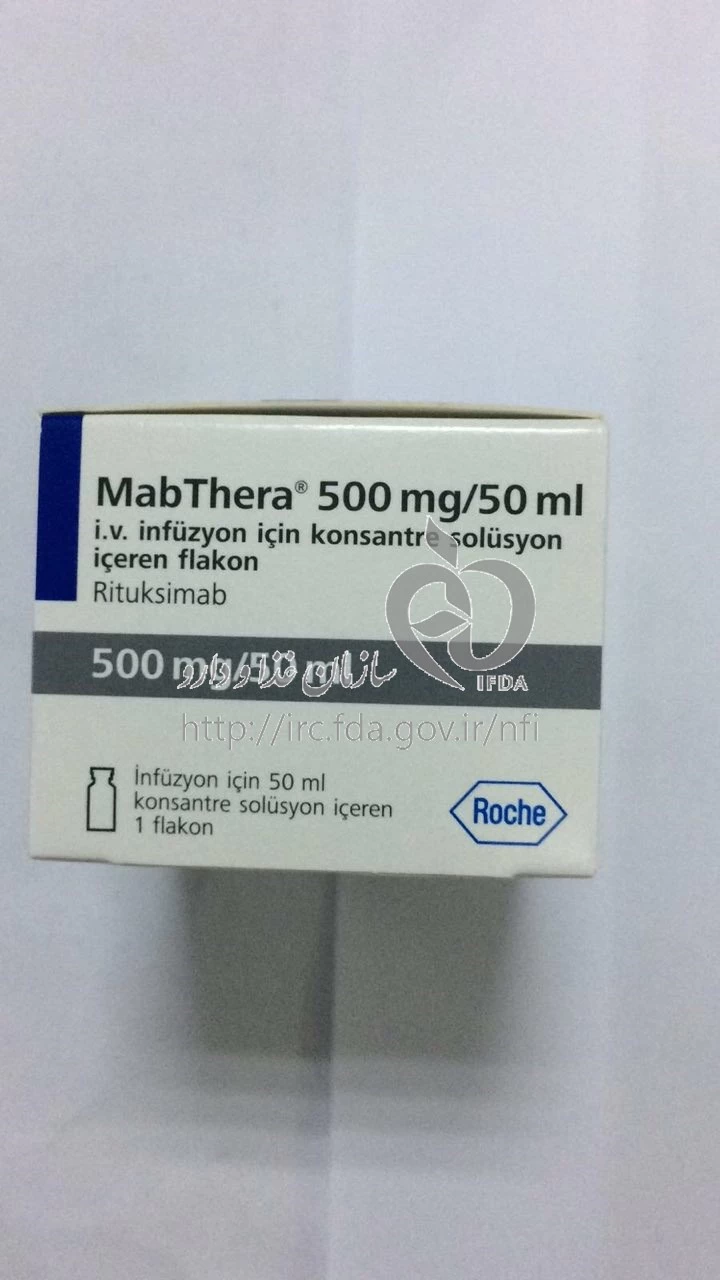 MabThera® 500 mg/50 ml
i.v. infüzyon için konsantre solüsyon
içeren flakon
Rituksimab
500 mg/50 ml
سازمان غذا و دارو
IFDA
http://irc.fda.gov.ir/nfi
İnfüzyon için 50 ml
konsantre solüsyon içeren
1 flakon
Roche